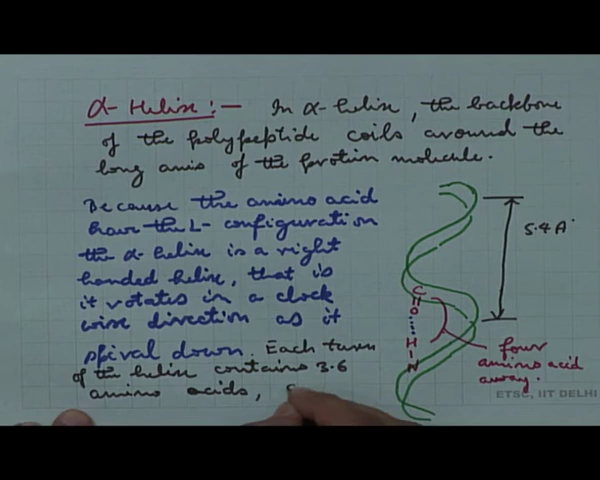 α- Helix :- In α-helix, the backbone
of the polypeptide coils around the
long axis of the protein molecule.
Because the amino acid
have the L- configuration
the α-helix is a right
handed helix, that is
it rotates in a clock
wise direction as it
spiral down. Each turn
of the helix contains 3.6
amino acids,
5.4 A°
C
O
H
N
four
amino acid
away.
ETSC, IIT DELHI